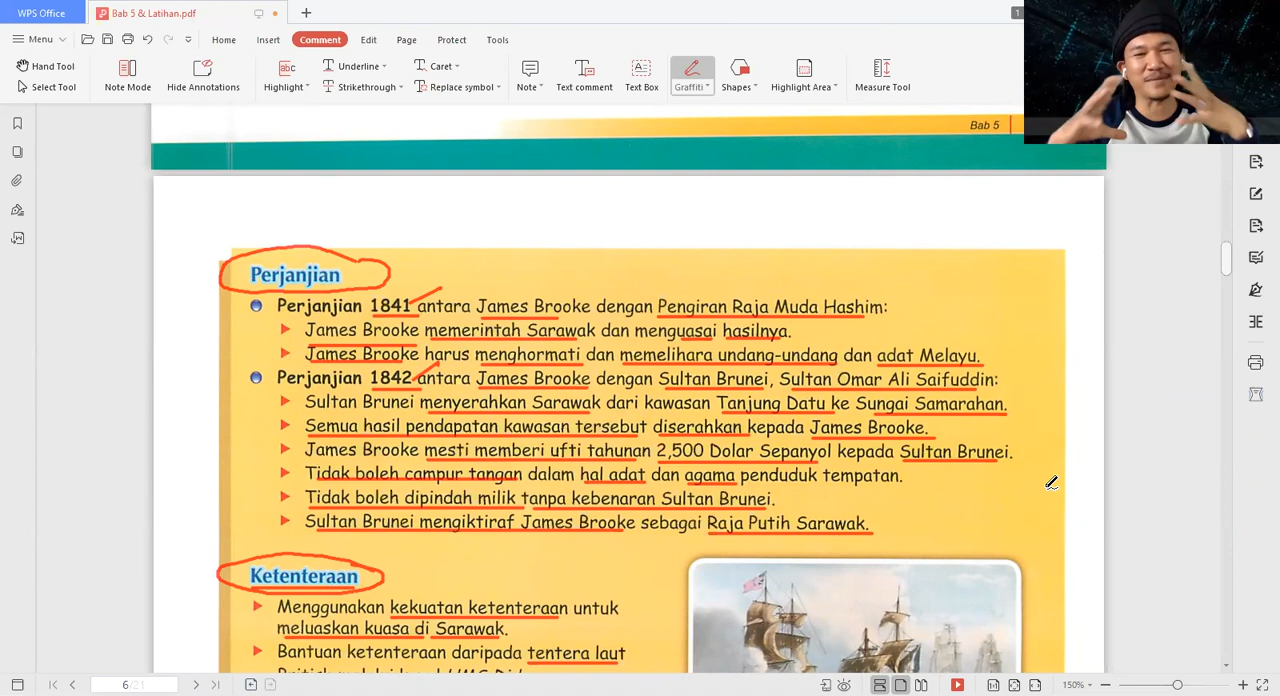 WPS Office
Bab 5 & Latihan.pdf
1
Menu
Home
Insert
Comment
Edit
Page
Protect
Tools
Hand Tool
Select Tool
Note Mode
Hide Annotations
Highlight
Underline
Strikethrough
Caret
Replace symbol
Note
Text comment
Text Box
Graffiti
Shapes
Highlight Area
Measure Tool
Bab 5
Perjanjian
Perjanjian 1841 antara James Brooke dengan Pengiran Raja Muda Hashim:
James Brooke memerintah Sarawak dan menguasai hasilnya.
James Brooke harus menghormati dan memelihara undang-undang dan adat Melayu.
Perjanjian 1842 antara James Brooke dengan Sultan Brunei, Sultan Omar Ali Saifuddin:
Sultan Brunei menyerahkan Sarawak dari kawasan Tanjung Datu ke Sungai Samarahan.
Semua hasil pendapatan kawasan tersebut diserahkan kepada James Brooke.
James Brooke mesti memberi ufti tahunan 2,500 Dolar Sepanyol kepada Sultan Brunei.
Tidak boleh campur tangan dalam hal adat dan agama penduduk tempatan.
Tidak boleh dipindah milik tanpa kebenaran Sultan Brunei.
Sultan Brunei mengiktiraf James Brooke sebagai Raja Putih Sarawak.
Ketenteraan
Menggunakan kekuatan ketenteraan untuk
meluaskan kuasa di Sarawak.
Bantuan ketenteraan daripada tentera laut
6/21
150%